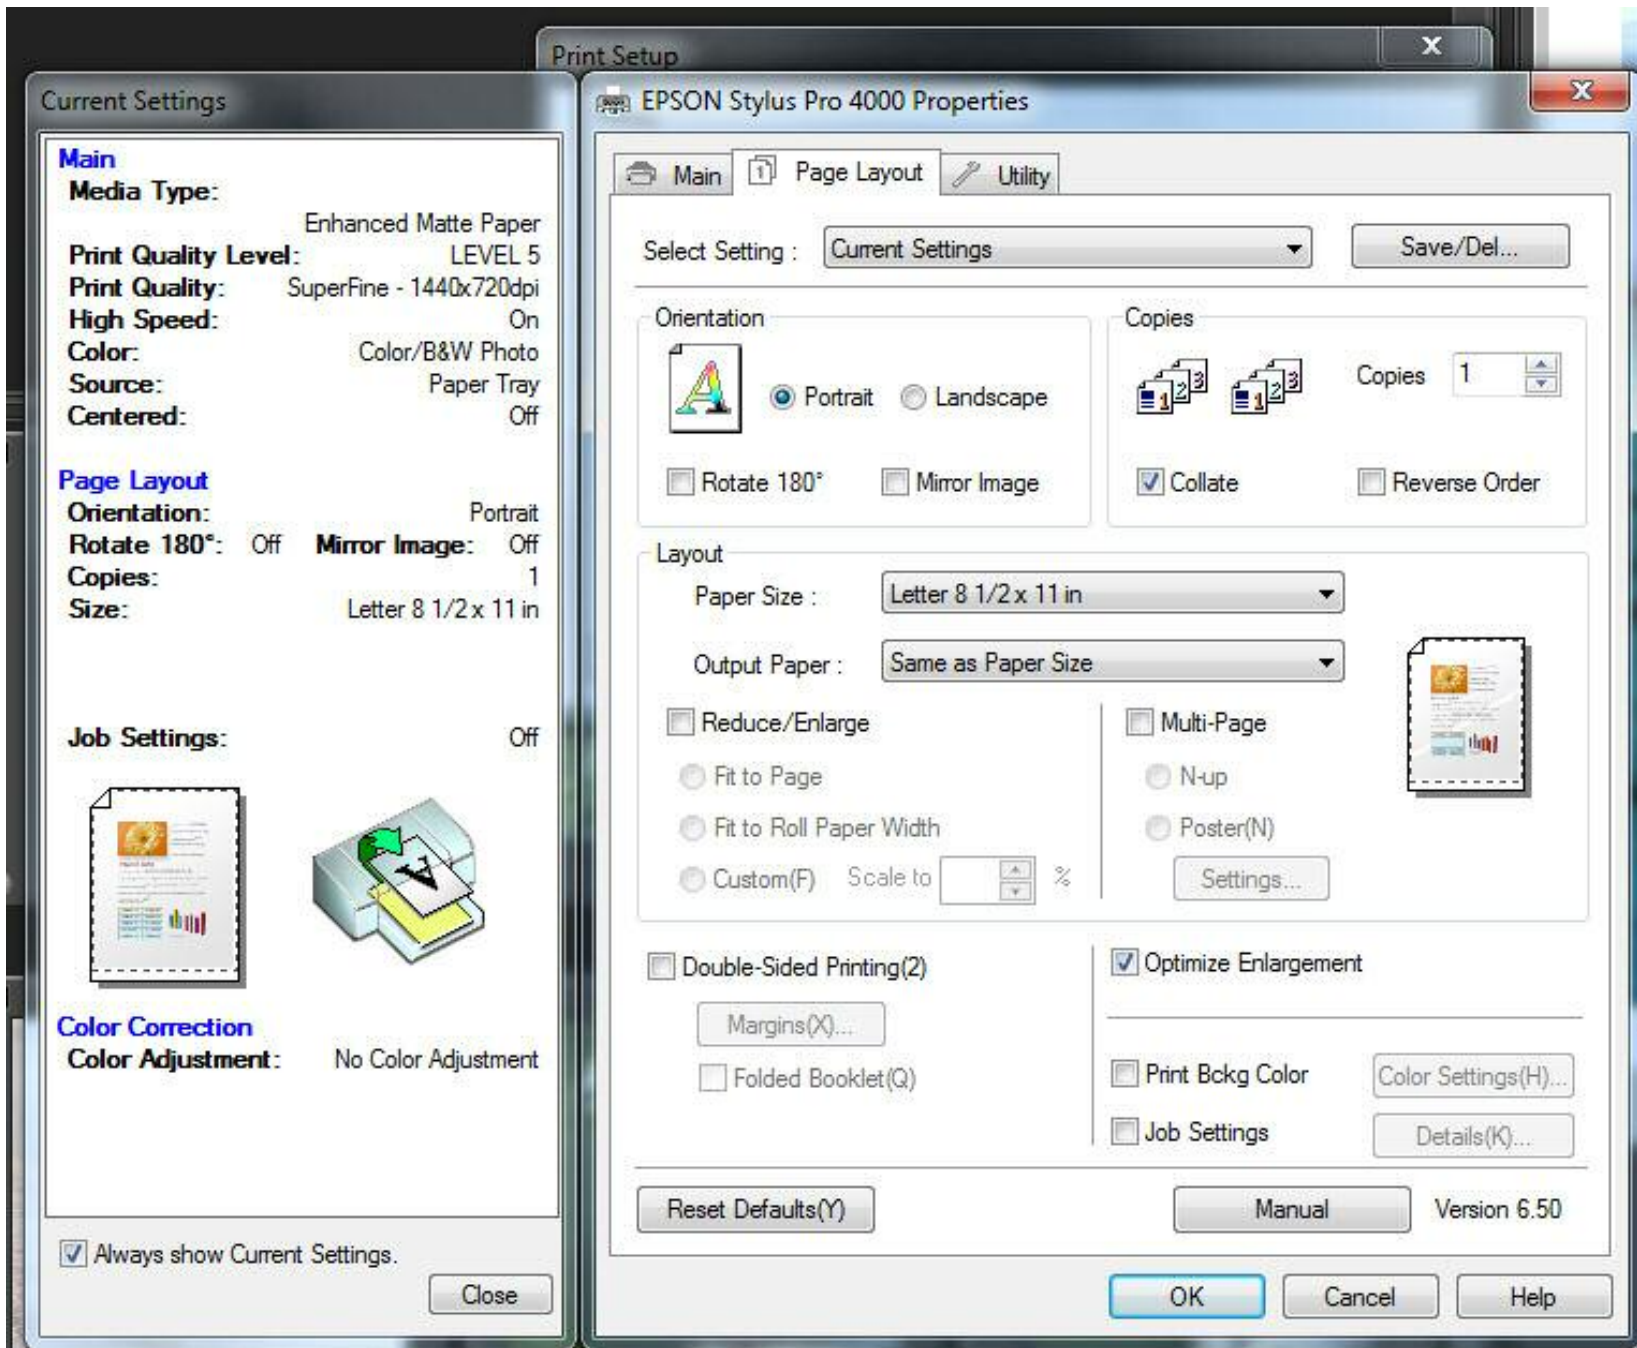 Print Setup
Current Settings
Main
Media Type:
Enhanced Matte Paper
Print Quality Level: LEVEL 5
Print Quality: SuperFine - 1440x720dpi
High Speed: On
Color: Color/B&W Photo
Source: Paper Tray
Centered: Off
Page Layout
Orientation: Portrait
Rotate 180°: Off Mirror Image: Off
Copies: 1
Size: Letter 8 1/2 x 11 in
Job Settings: Off
A
Color Correction
Color Adjustment: No Color Adjustment
Always show Current Settings.
Close
EPSON Stylus Pro 4000 Properties
Main Page Layout Utility
Select Setting : Current Settings Save/Del...
Orientation
A
Portrait Landscape
Rotate 180° Mirror Image
Copies
1 2 3 1 2 3
Copies 1
Collate Reverse Order
Layout
Paper Size : Letter 8 1/2 x 11 in
Output Paper : Same as Paper Size
Reduce/Enlarge
Fit to Page
Fit to Roll Paper Width
Custom(F) Scale to %
Multi-Page
N-up
Poster(N)
Settings...
Double-Sided Printing(2)
Margins(X)...
Folded Booklet(Q)
Optimize Enlargement
Print Bckg Color Color Settings(H)...
Job Settings Details(K)...
Reset Defaults(Y) Manual Version 6.50
OK Cancel Help